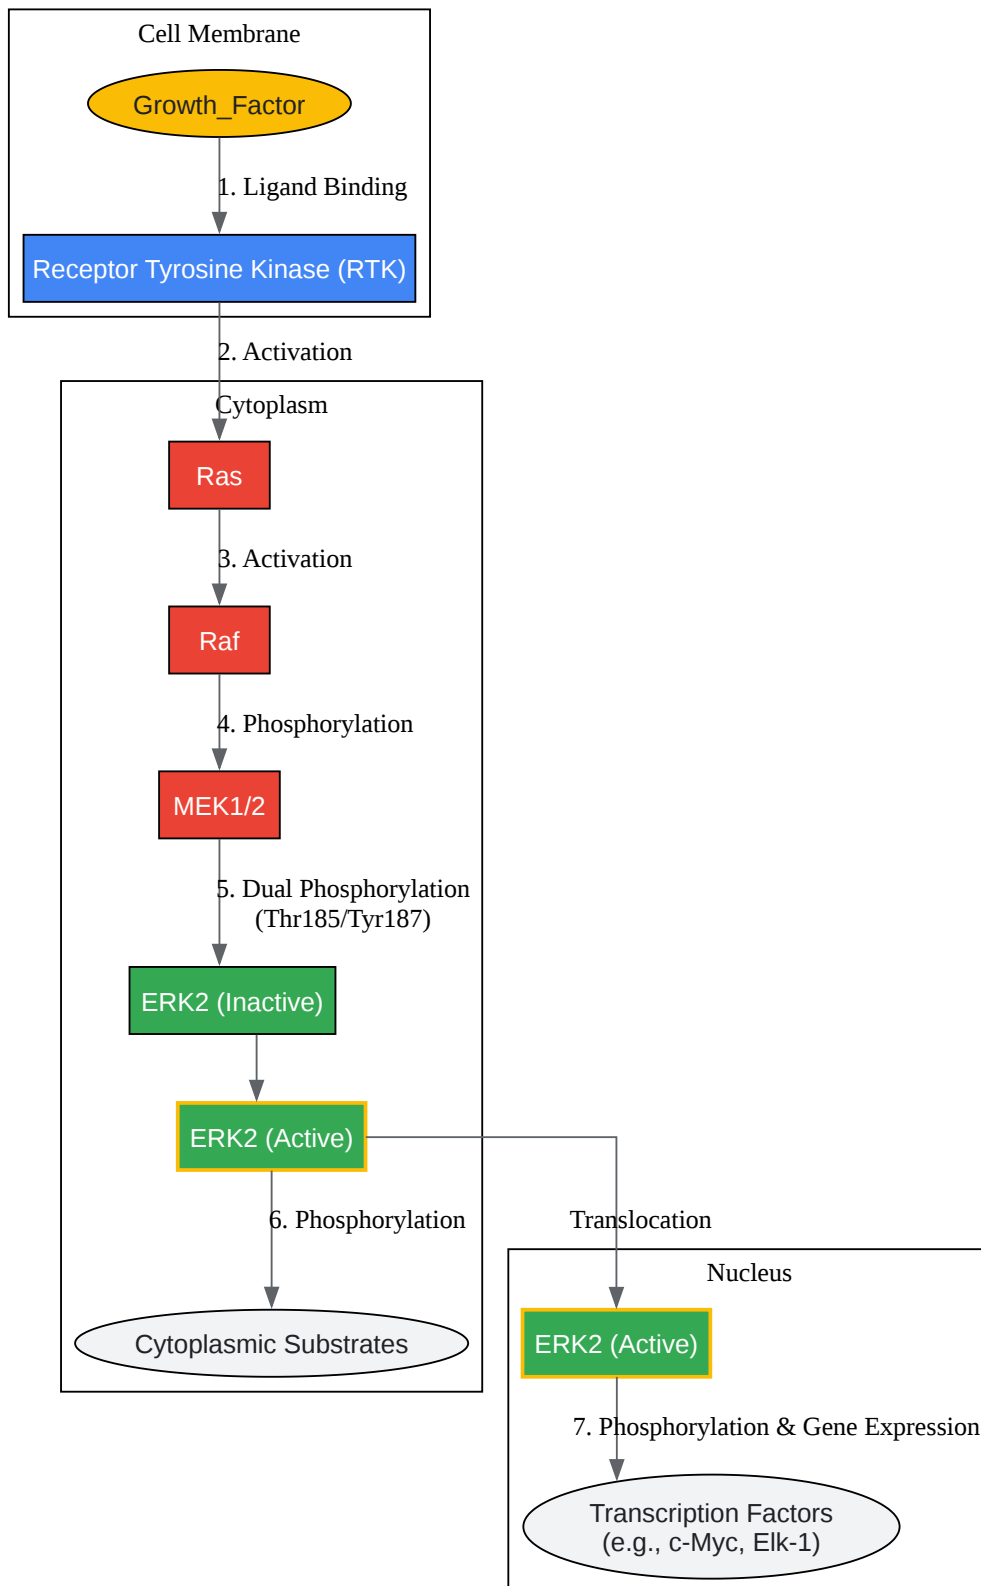 Cell Membrane
Growth_Factor
1. Ligand Binding
Receptor Tyrosine Kinase (RTK)
2. Activation
Cytoplasm
Ras
3. Activation
Raf
4. Phosphorylation
MEK1/2
5. Dual Phosphorylation
(Thr185/Tyr187)
ERK2 (Inactive)
ERK2 (Active)
6. Phosphorylation
Translocation
Nucleus
Cytoplasmic Substrates
ERK2 (Active)
7. Phosphorylation & Gene Expression
Transcription Factors
(e.g., c-Myc, Elk-1)